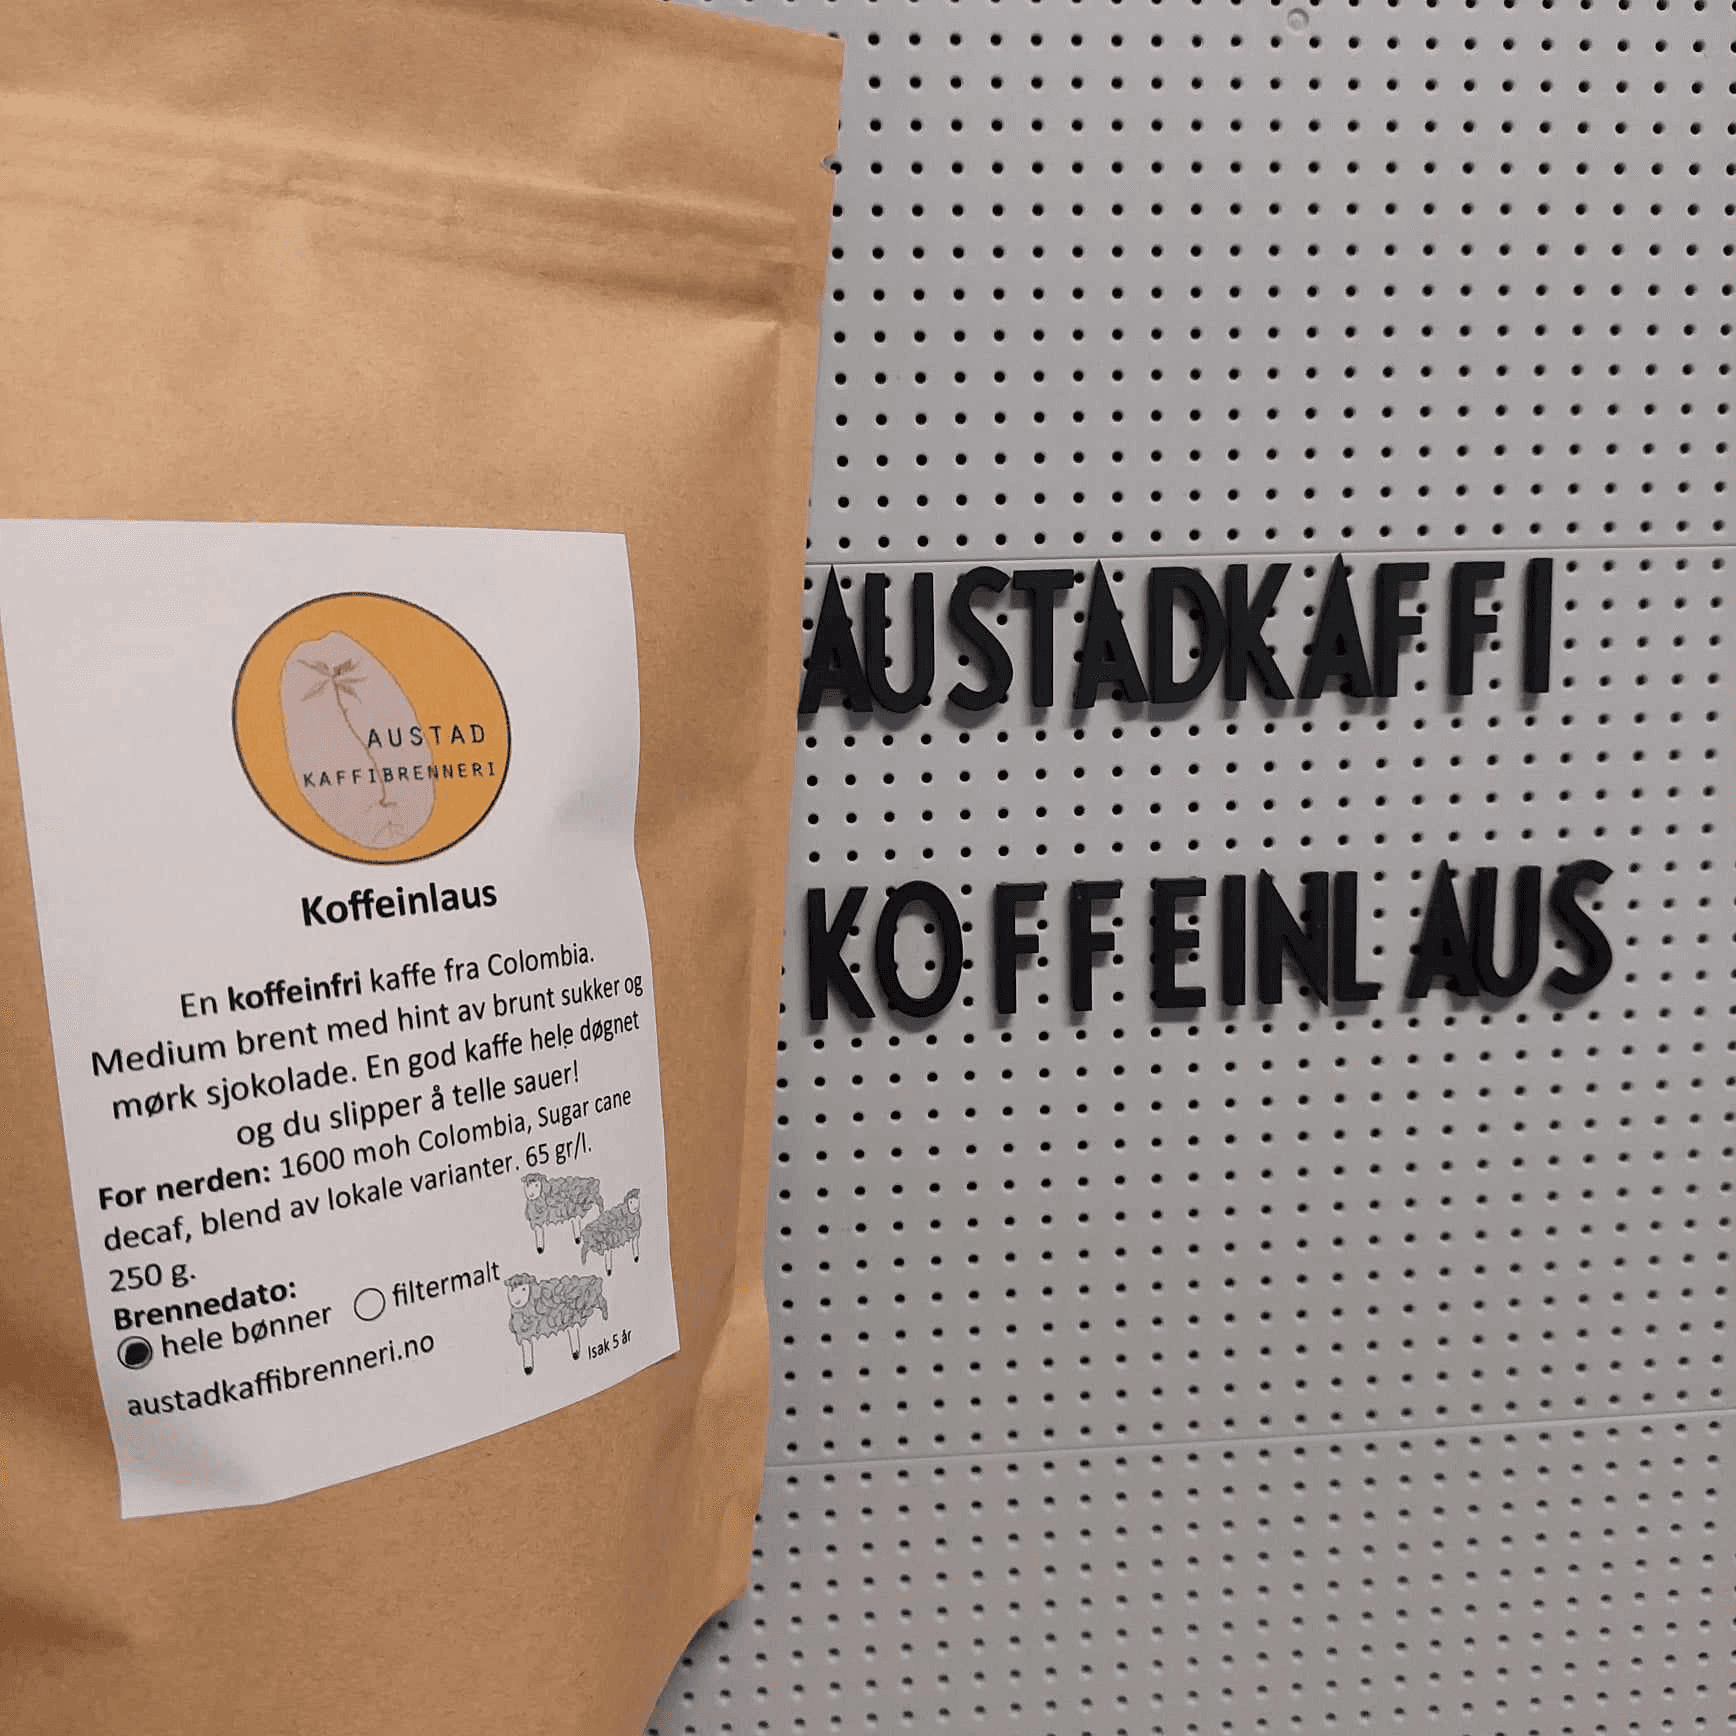 AUSTAD
KAFFIBRENNERI
Koffeinlaus
En koffeinfri kaffe fra Colombia.
Medium brent med hint av brunt sukker og
mørk sjokolade. En god kaffe hele døgnet
og du slipper å telle sauer!
For nerden: 1600 moh Colombia, Sugar cane
decaf, blend av lokale varianter. 65 gr/l.
250 g.
Brennedato:
hele bønner filtermalt
austadkaffibrenneri.no
Isak 5 år
AUSTADKAFFI
KOFFEINLAUS